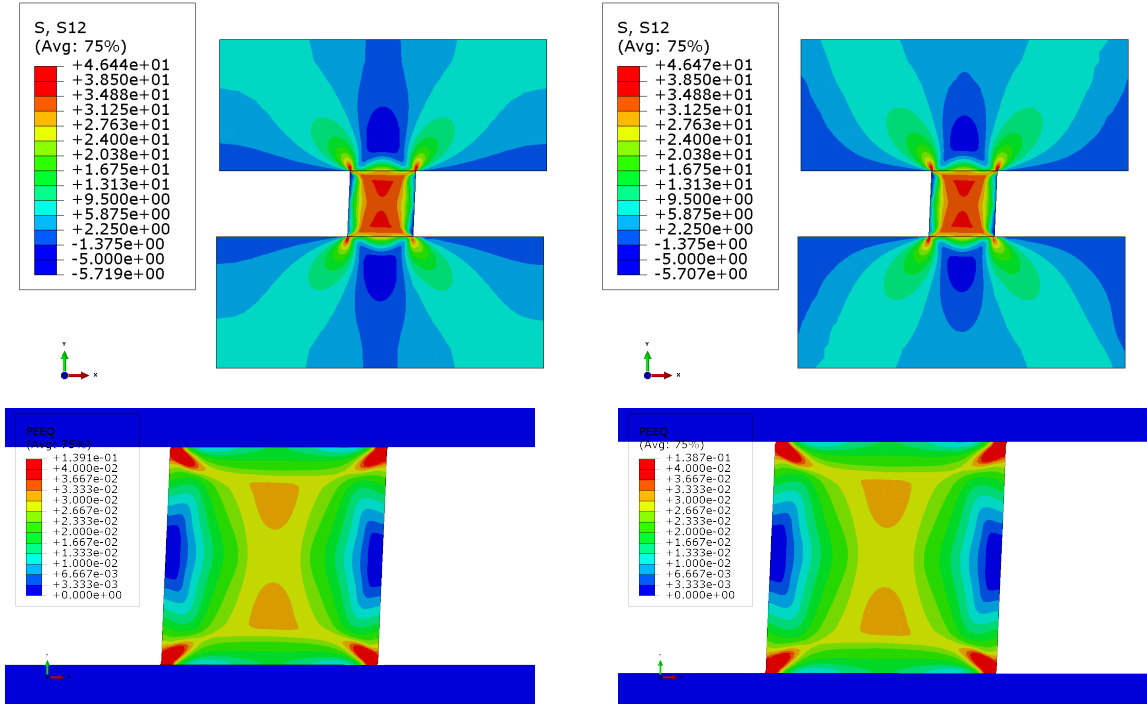 S, S12
(Avg: 75%)
+4.644e+01
+3.850e+01
+3.488e+01
+3.125e+01
+2.763e+01
+2.400e+01
+2.038e+01
+1.675e+01
+1.313e+01
+9.500e+00
+5.875e+00
+2.250e+00
-1.375e+00
-5.000e+00
-5.719e+00
Y
X
S, S12
(Avg: 75%)
+4.647e+01
+3.850e+01
+3.488e+01
+3.125e+01
+2.763e+01
+2.400e+01
+2.038e+01
+1.675e+01
+1.313e+01
+9.500e+00
+5.875e+00
+2.250e+00
-1.375e+00
-5.000e+00
-5.707e+00
Y
X
PEEQ
(Avg: 75%)
+1.391e-01
+4.000e-02
+3.667e-02
+3.333e-02
+3.000e-02
+2.667e-02
+2.333e-02
+2.000e-02
+1.667e-02
+1.333e-02
+1.000e-02
+6.667e-03
+3.333e-03
+0.000e+00
PEEQ
(Avg: 75%)
+1.387e-01
+4.000e-02
+3.667e-02
+3.333e-02
+3.000e-02
+2.667e-02
+2.333e-02
+2.000e-02
+1.667e-02
+1.333e-02
+1.000e-02
+6.667e-03
+3.333e-03
+0.000e+00